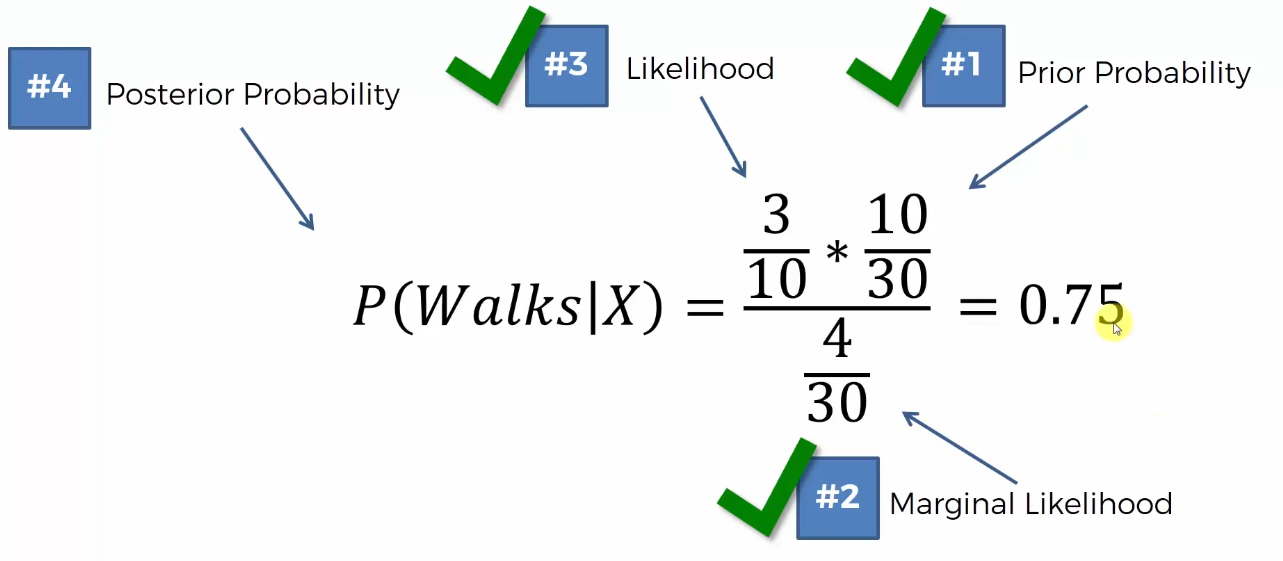 #4 Posterior Probability
#3 Likelihood
#1 Prior Probability
P(Walks|X) = 3/10 * 10/30 / 4/30 = 0.75
#2 Marginal Likelihood